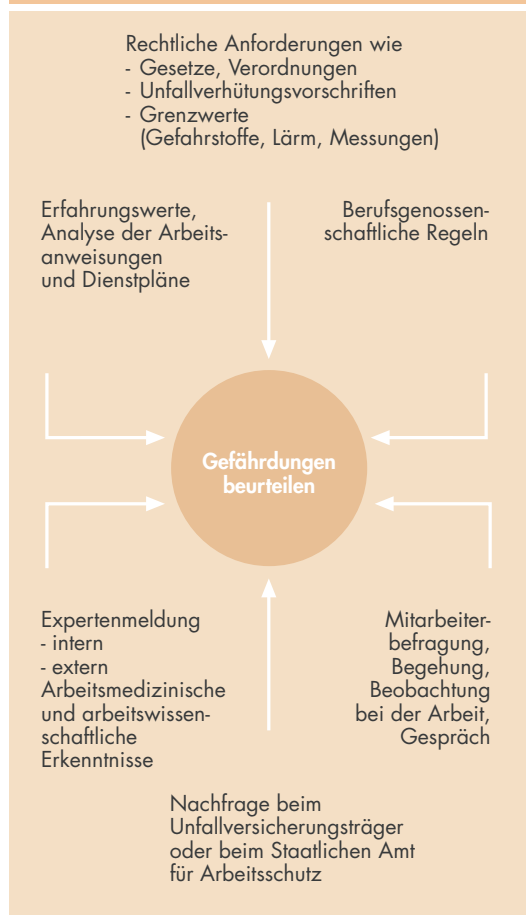 Rechtliche Anforderungen wie
- Gesetze, Verordnungen
- Unfallverhütungsvorschriften
- Grenzwerte
(Gefahrstoffe, Lärm, Messungen)
Erfahrungswerte,
Analyse der Arbeits-
anweisungen
und Dienstpläne
Berufsgenossen-
schaftliche Regeln
Gefährdungen
beurteilen
Expertenmeldung
- intern
- extern
Arbeitsmedizinische
und arbeitswissen-
schaftliche
Erkenntnisse
Mitarbeiter-
befragung,
Begehung,
Beobachtung
bei der Arbeit,
Gespräch
Nachfrage beim
Unfallversicherungsträger
oder beim Staatlichen Amt
für Arbeitsschutz